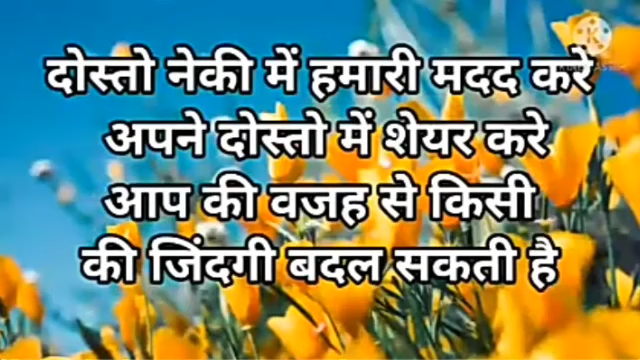 दोस्तो नेकी में हमारी मदद करे
अपने दोस्तो में शेयर करे
आप की वजह से किसी
की जिंदगी बदल सकती है